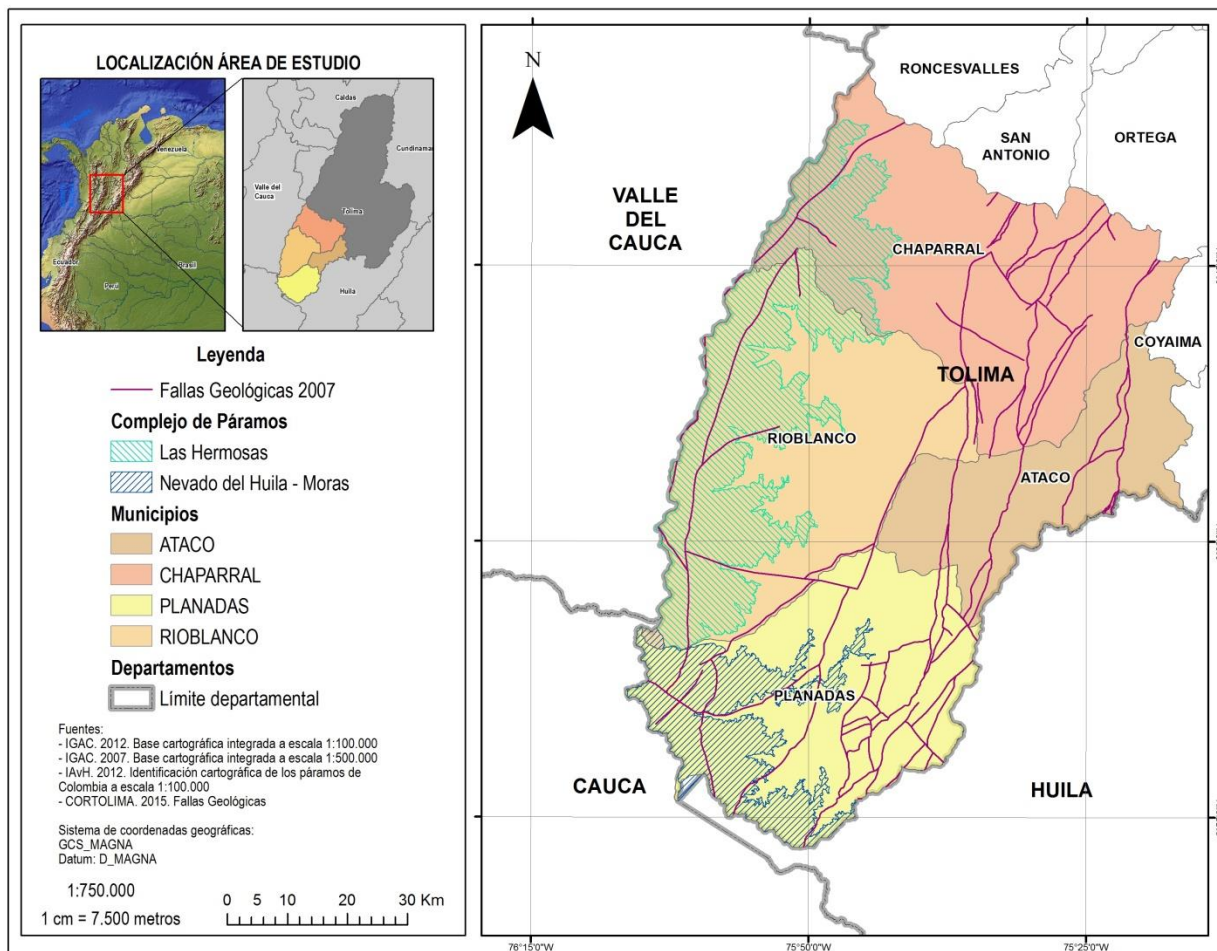 LOCALIZACIÓN ÁREA DE ESTUDIO
Venezuela
Ecuador
Perú
Brasil
Caldas
Cundinamar
Valle del
Cauca
Tolima
Huila
Leyenda
Fallas Geológicas 2007
Complejo de Páramos
Las Hermosas
Nevado del Huila - Moras
Municipios
ATACO
CHAPARRAL
PLANADAS
RIOBLANCO
Departamentos
Límite departamental
Fuentes:
- IGAC. 2012. Base cartográfica integrada a escala 1:100.000
- IGAC. 2007. Base cartográfica integrada a escala 1:500.000
- IAvH. 2012. Identificación cartográfica de los páramos de
Colombia a escala 1:100.000
- CORTOLIMA. 2015. Fallas Geológicas
Sistema de coordenadas geográficas:
GCS_MAGNA
Datum: D_MAGNA
1:750.000
1 cm = 7.500 metros
0 5 10 20 30 Km
N
RONCESVALLES
SAN
ANTONIO
ORTEGA
VALLE
DEL
CAUCA
CHAPARRAL
COYAIMA
TOLIMA
RIOBLANCO
ATACO
PLANADAS
CAUCA
HUILA
76°15'0"W
75°50'0"W
75°25'0"W